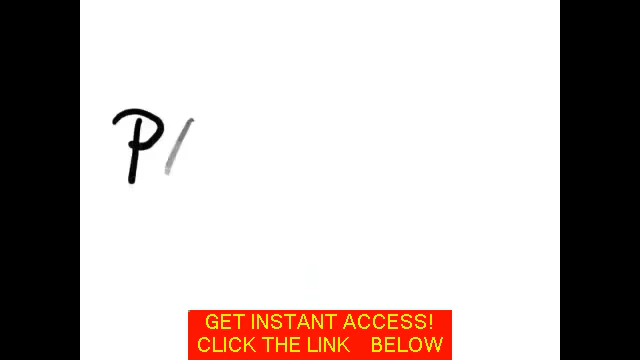 P/
GET INSTANT ACCESS!
CLICK THE LINK BELOW